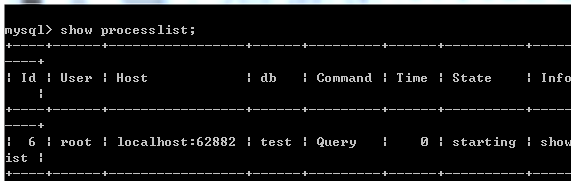 mysql> show processlist;
+----+------+-----------------+------+---------+------+----------+-----
----+
| Id | User | Host            | db   | Command | Time | State    | Info
    |
+----+------+-----------------+------+---------+------+----------+-----
----+
|  6 | root | localhost:62882 | test | Query   |    0 | starting | show
ist |
+----+------+-----------------+------+---------+------+----------+-----